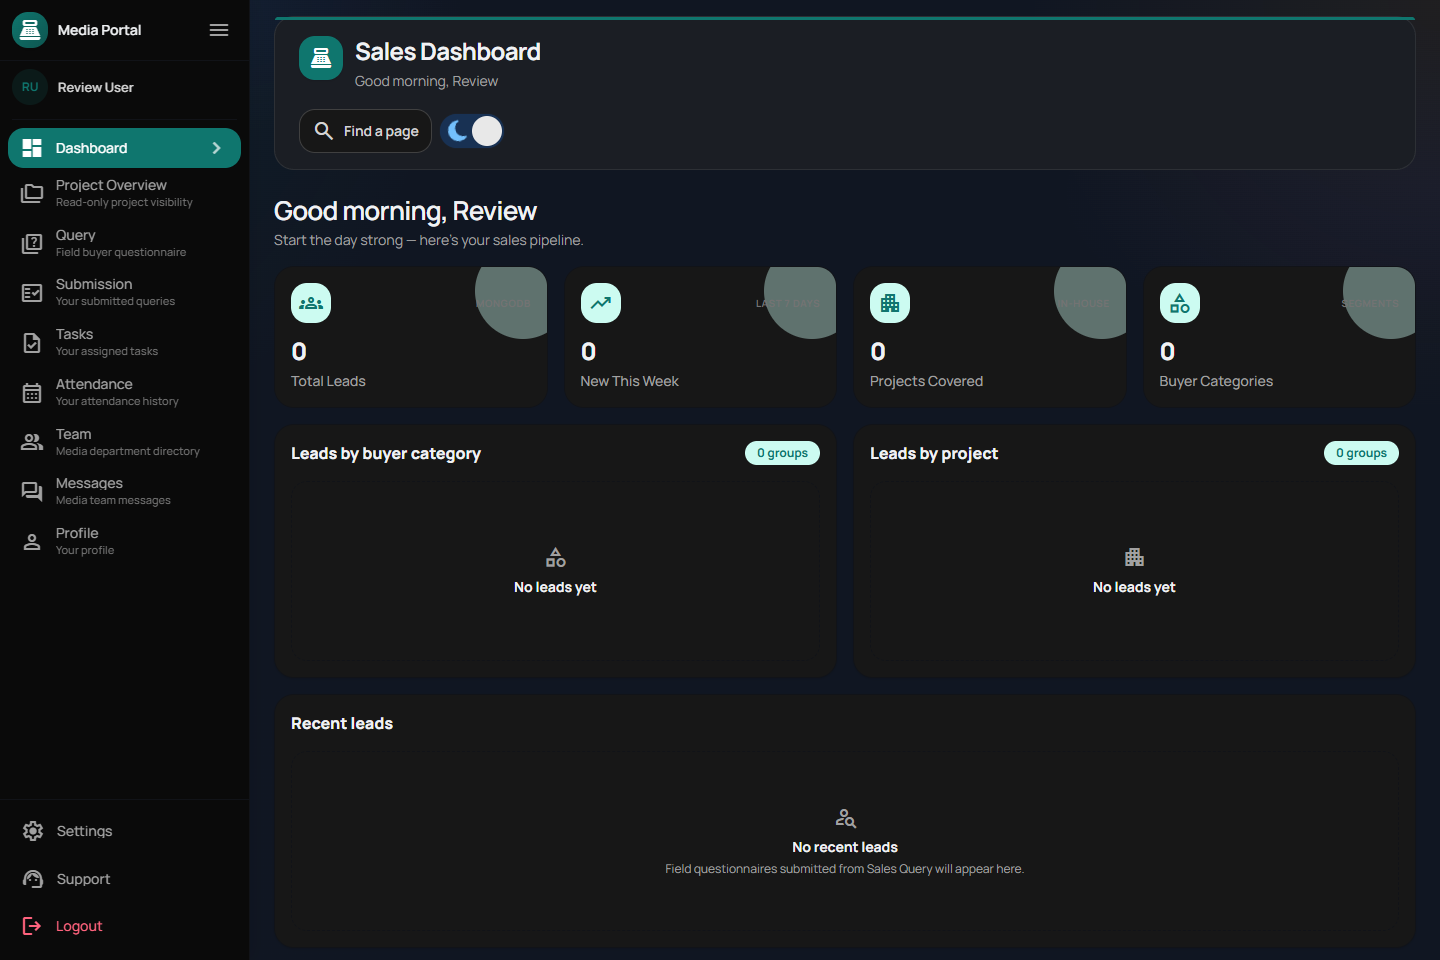 Media Portal
RU
Review User
Dashboard
Project Overview
Read-only project visibility
Query
Field buyer questionnaire
Submission
Your submitted queries
Tasks
Your assigned tasks
Attendance
Your attendance history
Team
Media department directory
Messages
Media team messages
Profile
Your profile
Settings
Support
Logout
Sales Dashboard
Good morning, Review
Find a page
Good morning, Review
Start the day strong — here's your sales pipeline.
0
Total Leads
LAST 7 DAYS
0
New This Week
0
Projects Covered
SEGMENTS
0
Buyer Categories
Leads by buyer category
0 groups
No leads yet
Leads by project
0 groups
No leads yet
Recent leads
No recent leads
Field questionnaires submitted from Sales Query will appear here.